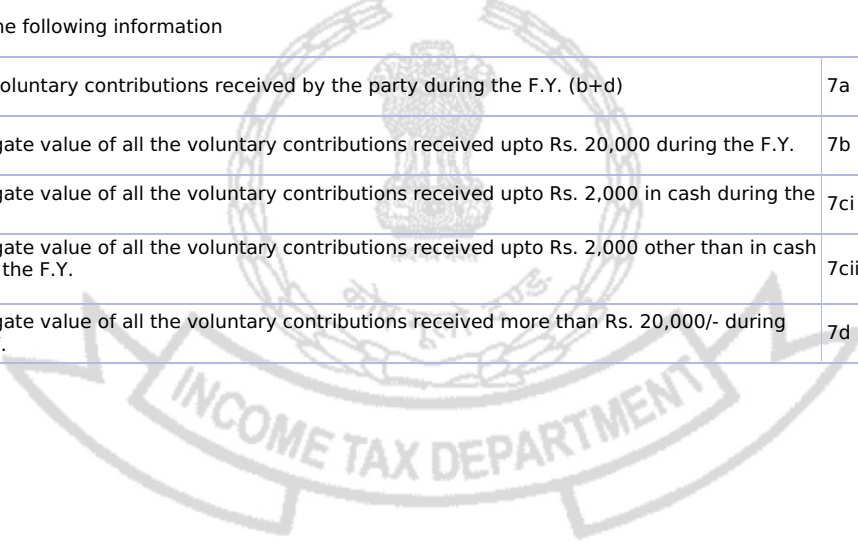 ne following information
oluntary contributions received by the party during the F.Y. (b+d) 7a
gate value of all the voluntary contributions received upto Rs. 20,000 during the F.Y. 7b
gate value of all the voluntary contributions received upto Rs. 2,000 in cash during the 7ci
gate value of all the voluntary contributions received upto Rs. 2,000 other than in cash
the F.Y. 7cii
gate value of all the voluntary contributions received more than Rs. 20,000/- during
. 7d
INCOME TAX DEPARTMENT